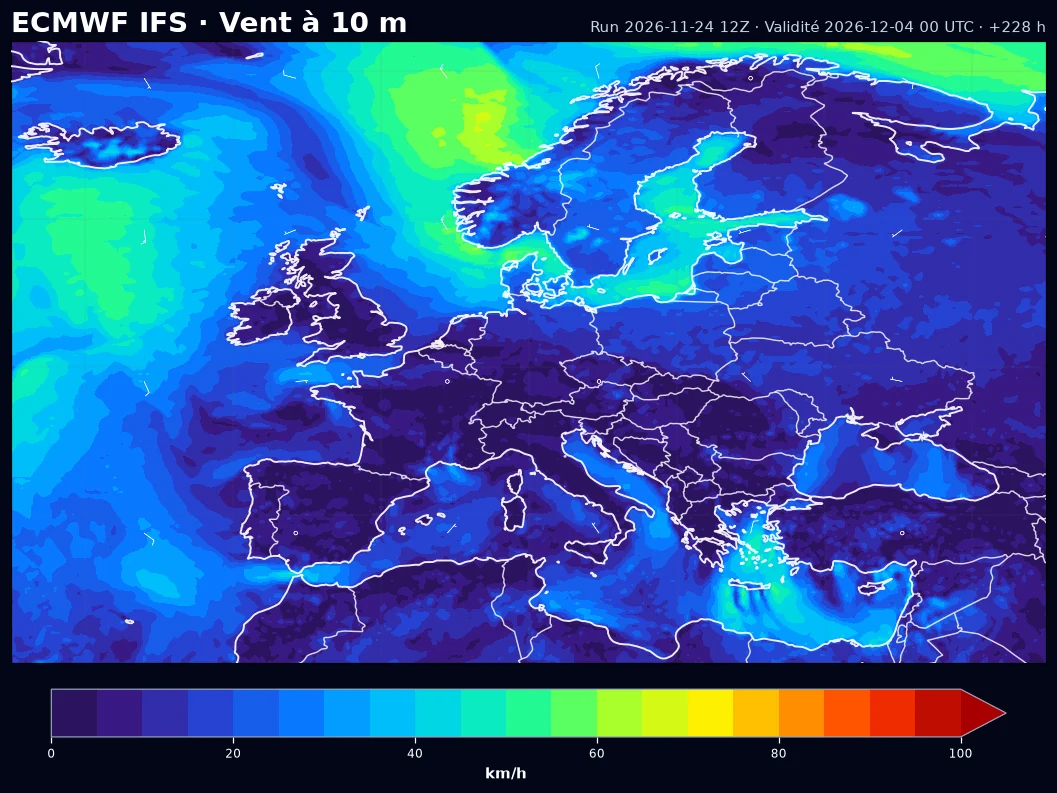 ECMWF IFS · Vent à 10 m
Run 2026-11-24 12Z · Validité 2026-12-04 00 UTC · +228 h
0 20 40 60 80 100
km/h